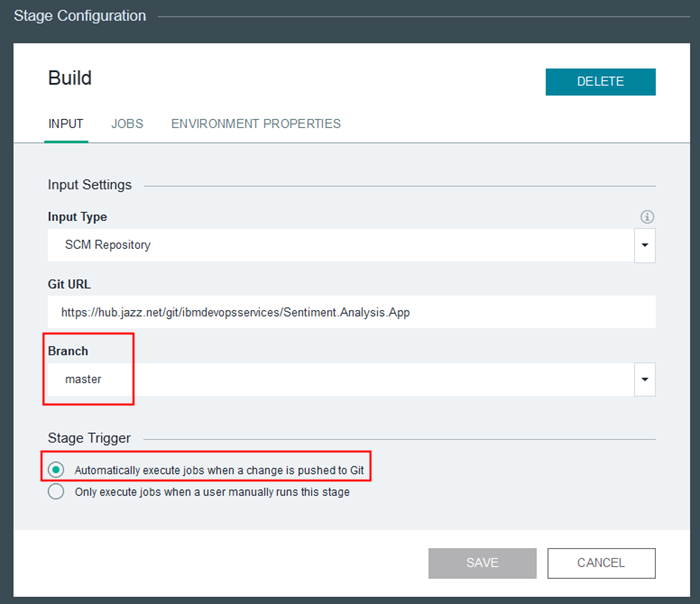 Stage Configuration
Build
DELETE
INPUT JOBS ENVIRONMENT PROPERTIES
Input Settings
Input Type
SCM Repository
Git URL
https://hub.jazz.net/git/ibmdevopsservices/Sentiment.Analysis.App
Branch
master
Stage Trigger
Automatically execute jobs when a change is pushed to Git
Only execute jobs when a user manually runs this stage
SAVE CANCEL